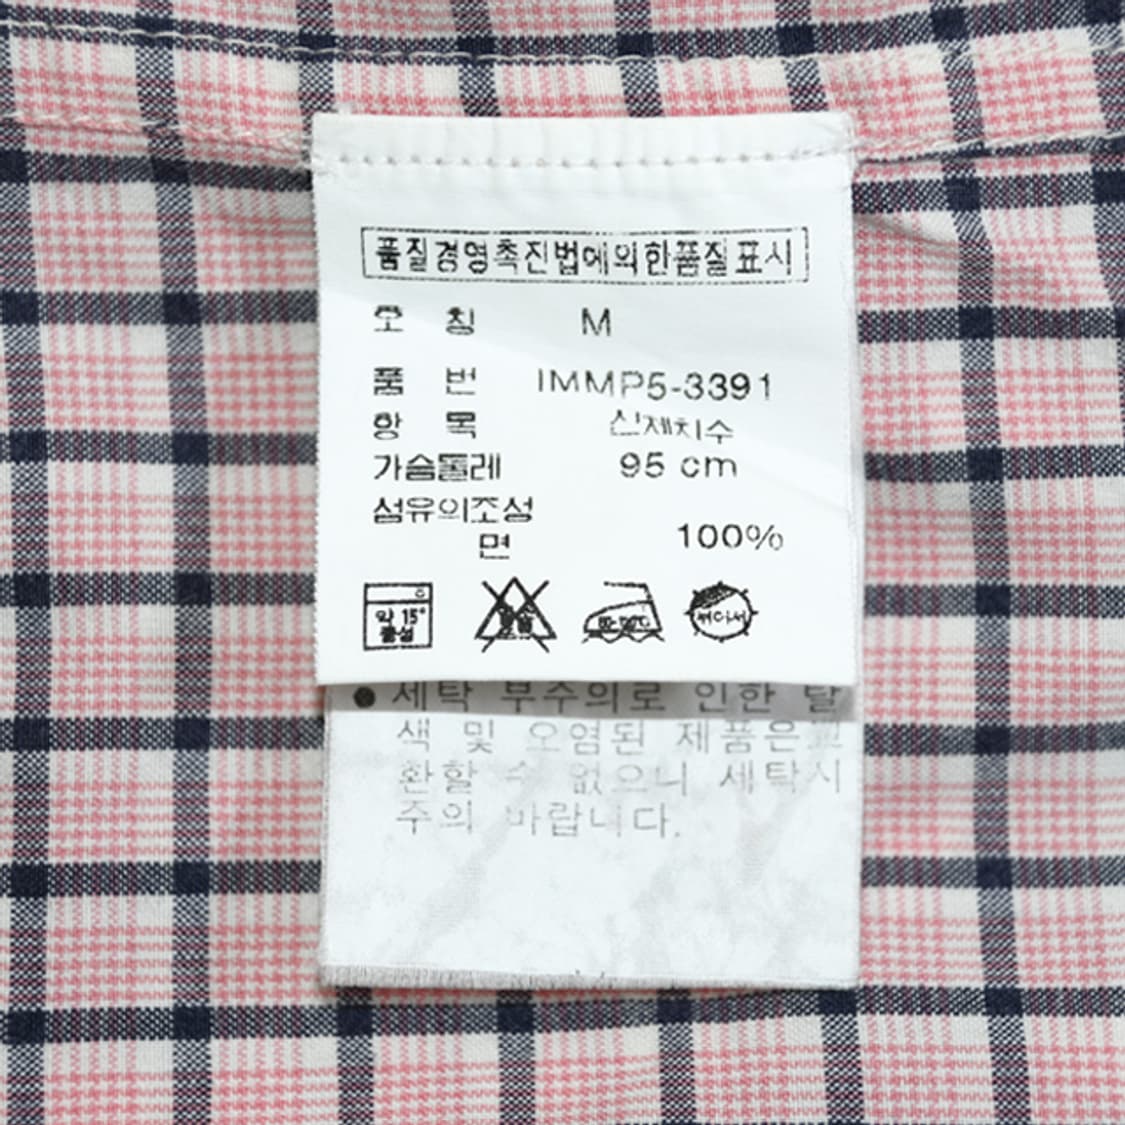 품질경영촉진법에의한품질표시
호 칭 M
품 번 IMMP5-3391
항 목 신체치수
가슴둘레 95 cm
섬유의조성
면 100%
약 15°
중성
● 세탁 부주의로 인한 탈
색 및 오염된 제품은교
환할 수 없으니 세탁시
주의 바랍니다.